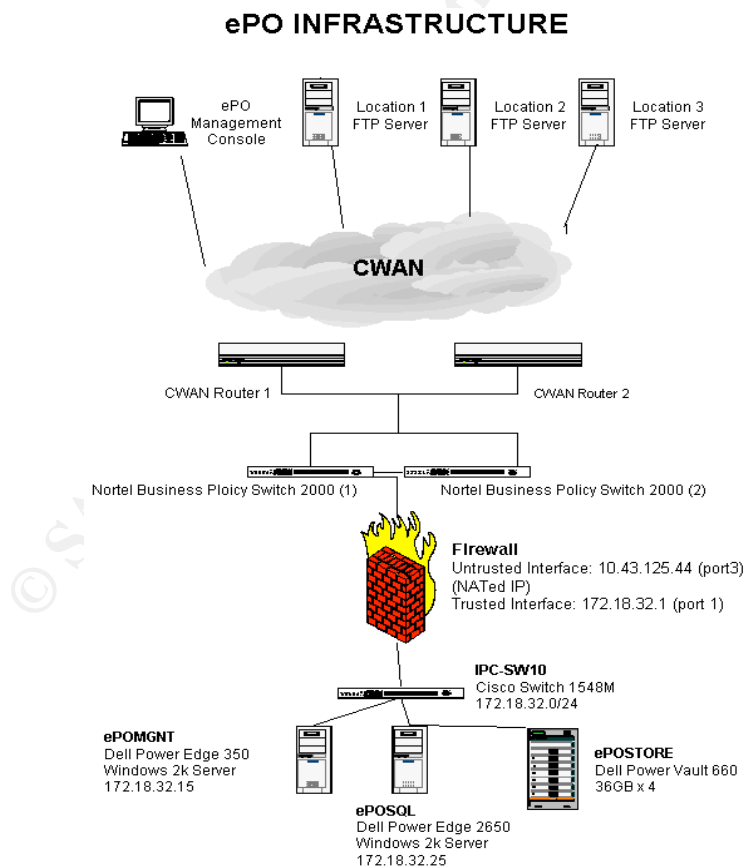 ePO INFRASTRUCTURE
ePO
Management
Console
Location 1
FTP Server
Location 2
FTP Server
Location 3
FTP Server
1
CWAN
CWAN Router 1
CWAN Router 2
Nortel Business Ploicy Switch 2000 (1)
Nortel Business Policy Switch 2000 (2)
Firewall
Untrusted Interface: 10.43.125.44 (port3)
(NATed IP)
Trusted Interface: 172.18.32.1 (port 1)
IPC-SW10
Cisco Switch 1548M
172.18.32.0/24
ePOMGNT
Dell Power Edge 350
Windows 2k Server
172.18.32.15
ePOSQL
Dell Power Edge 2650
Windows 2k Server
172.18.32.25
ePOSTORE
Dell Power Vault 660
36GB x 4